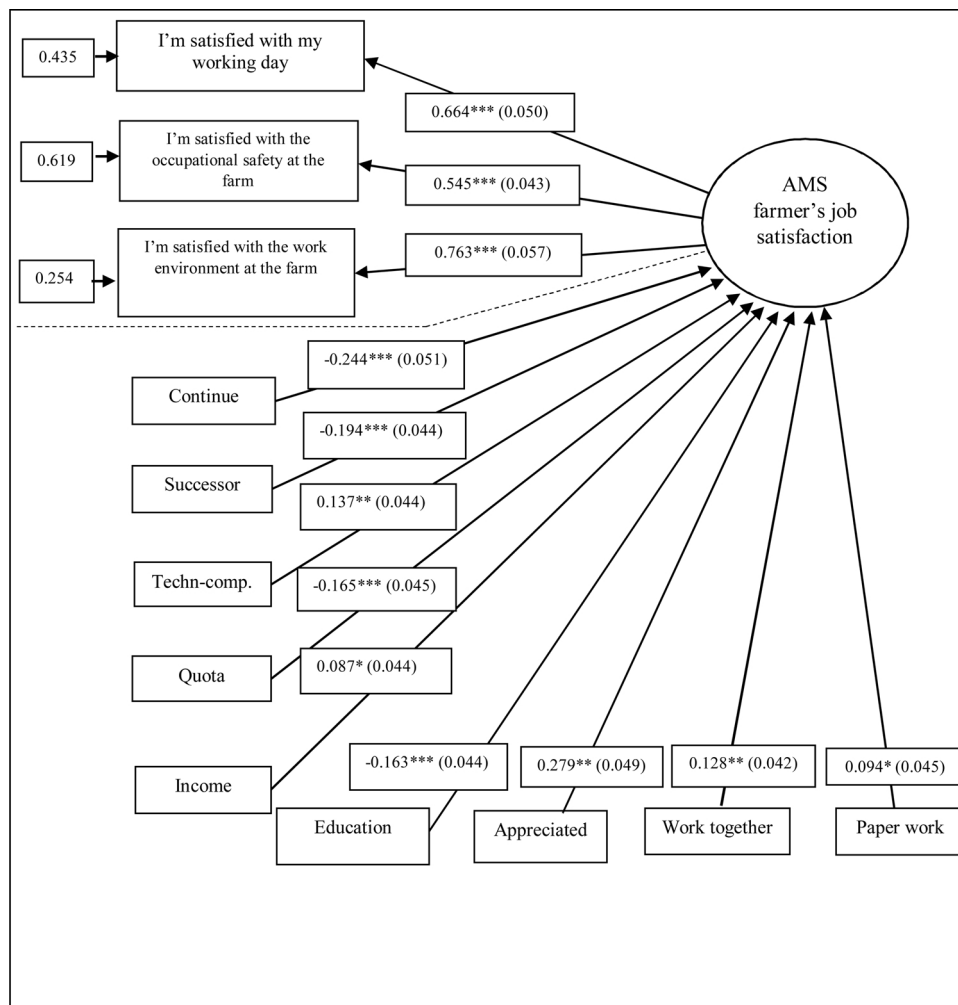 0.435
I’m satisfied with my
working day
0.664*** (0.050)
0.619
I’m satisfied with the
occupational safety at the
farm
0.545*** (0.043)
AMS
farmer’s job
satisfaction
0.254
I’m satisfied with the work
environment at the farm
0.763*** (0.057)
-0.244*** (0.051)
Continue
-0.194*** (0.044)
Successor
0.137** (0.044)
Techn-comp.
-0.165*** (0.045)
Quota
0.087* (0.044)
Income
-0.163*** (0.044)
0.279** (0.049)
0.128** (0.042)
0.094* (0.045)
Education
Appreciated
Work together
Paper work